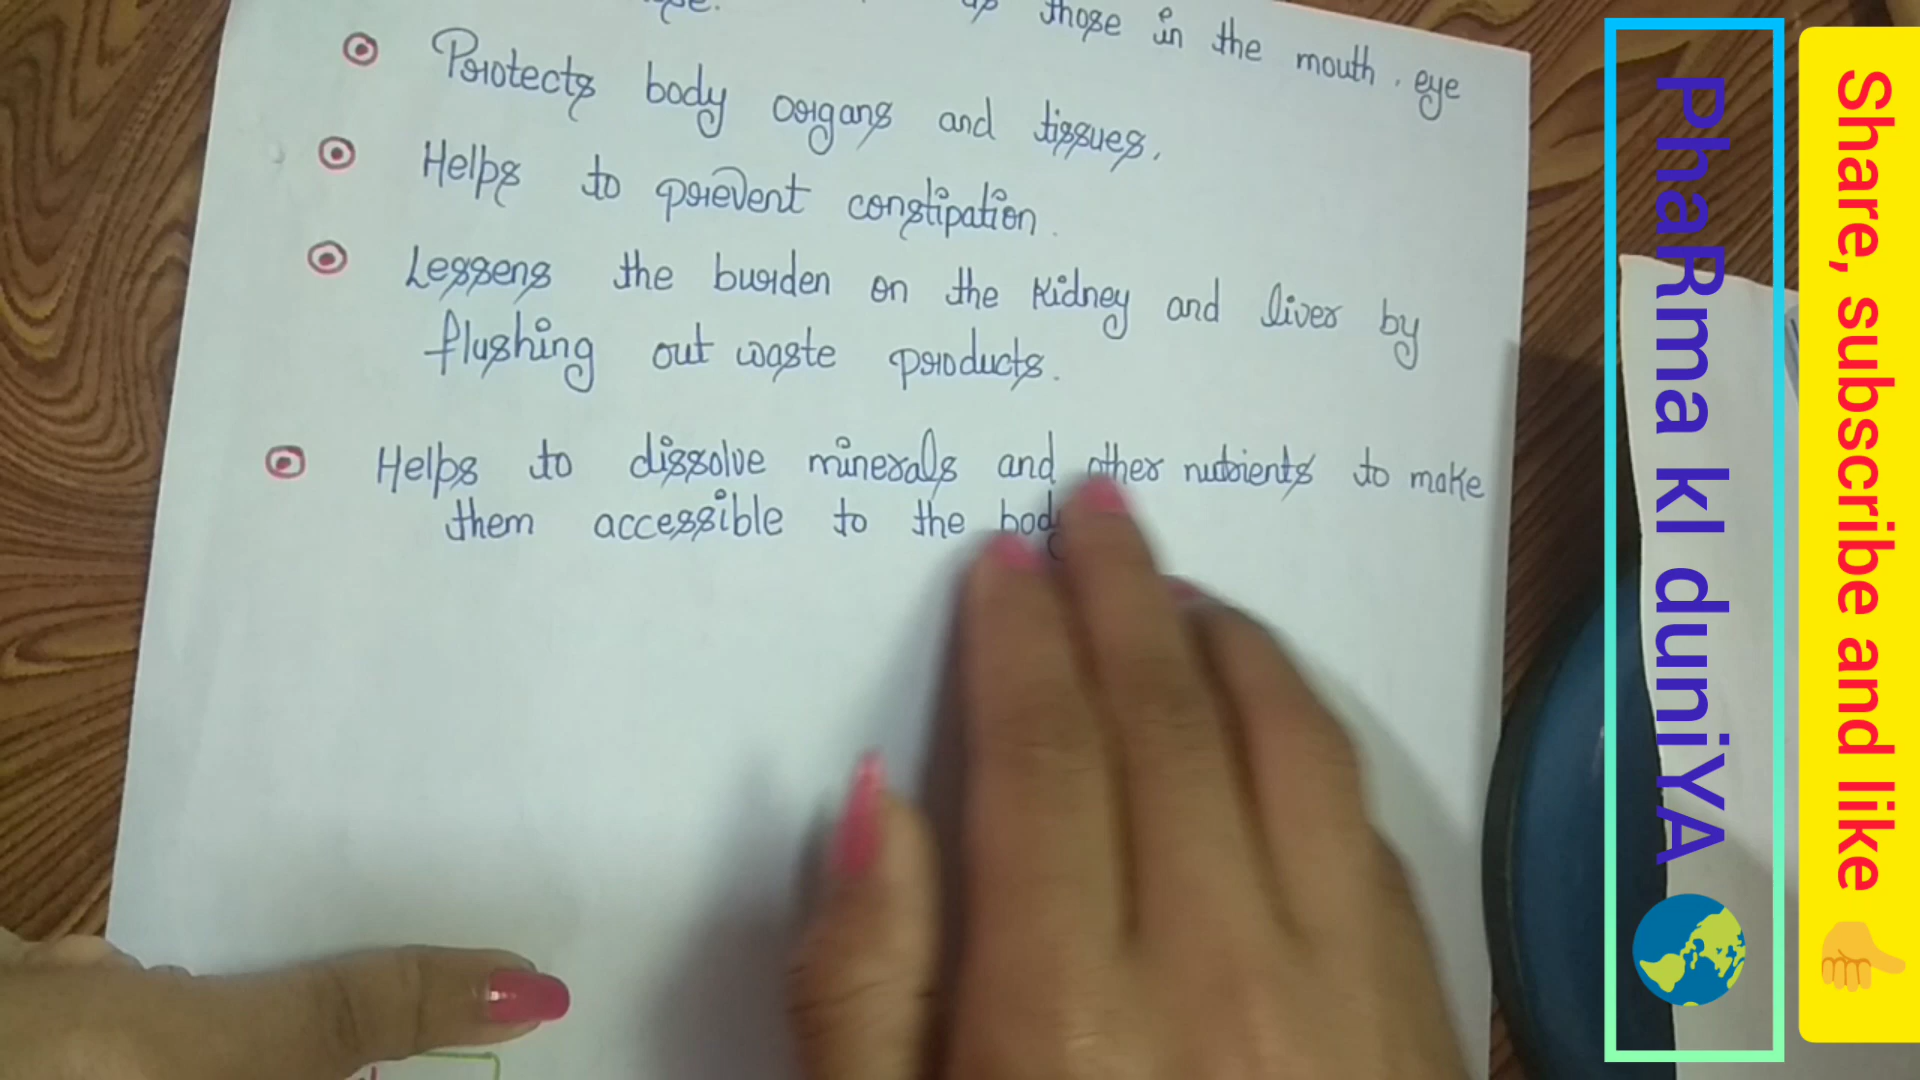 those in the mouth, eye
Protects body organs and tissues.
Helps to prevent constipation.
Lessens the burden on the kidney and liver by
flushing out waste products.
Helps to dissolve minerals and other nutrients to make
them accessible to the body
PhaRma kI duniYA
Share, subscribe and like